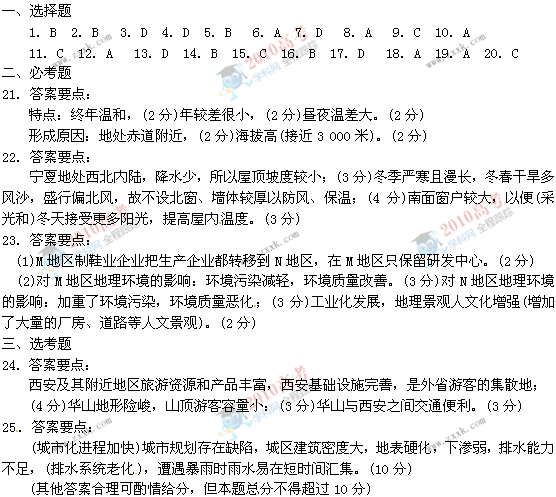 一、选择题
1. B 2. B 3. D 4. D 5. B 6. A 7. D 8. A 9. C 10. A
11. C 12. A 13. D 14. B 15. C 16. B 17. D 18. A 19. A 20. C
二、必考题
21. 答案要点：
特点：终年温和，(2 分)年较差很小，(2 分)昼夜温差大。(2 分)
形成原因：地处赤道附近，(2 分)海拔高(接近 3 000 米)。(2 分)
22. 答案要点：
宁夏地处西北内陆，降水少，所以屋顶坡度较小；(3 分)冬季严寒且漫长，冬春干旱多
风沙，盛行偏北风，故不设北窗、墙体较厚以防风、保温；(4 分)南面窗户较大，以便(采
光和)冬天接受更多阳光，提高屋内温度。(3 分)
23. 答案要点：
(1)M 地区制鞋业企业把生产企业都转移到 N 地区，在 M 地区只保留研发中心。(2 分)
(2)对 M 地区地理环境的影响：环境污染减轻，环境质量改善。(3 分)对 N 地区地理环境
的影响：加重了环境污染，环境质量恶化；(3 分)工业化发展，地理景观人文化增强(增加
了大量的厂房、道路等人文景观)。(2 分)
三、选考题
24. 答案要点：
西安及其附近地区旅游资源和产品丰富，西安基础设施完善，是外省游客的集散地；
(4 分)华山地形险峻，山顶游客容量小；(3 分)华山与西安之间交通便利。(3 分)
25. 答案要点：
(城市化进程加快)城市规划存在缺陷，城区建筑密度大，地表硬化，下渗弱，排水能力
不足，(排水系统老化)，遭遇暴雨时雨水易在短时间汇集。(10 分)
(其他答案合理可酌情给分，但本题总分不得超过 10 分)